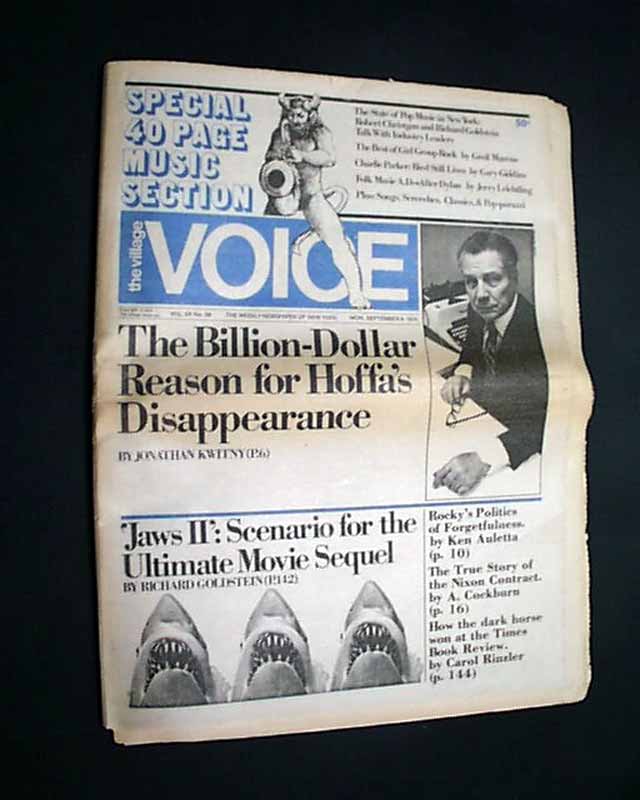 SPECIAL
40 PAGE
MUSIC
SECTION
The State of Pop Music in New York:
Robert Christgau and Richard Goldstein
Talk With Industry Leaders
50¢
The Best of Girl Group Rock by Greil Marcus
Charlie Parker: Bird Still Lives by Gary Giddins
Folk Music A.D. (After Dylan) by Jerry Leichtling
Plus: Songs, Screeches, Classics, & Pop-paruzzi
the village VOICE
THE WEEKLY NEWSPAPER OF NEW YORK
MON. SEPTEMBER 8
The Billion-Dollar
Reason for Hoffa's
Disappearance
BY JONATHAN KWITNY (P.6)
'Jaws II': Scenario for the
Ultimate Movie Sequel
BY RICHARD GOLDSTEIN (P.142)
Rocky's Politics
of Forgetfulness.
by Ken Auletta
(p. 10)
The True Story of
the Nixon Contract.
by A. Cockburn
(p. 16)
How the dark horse
won at the Times
Book Review.
by Carol Rinzler
(p. 144)